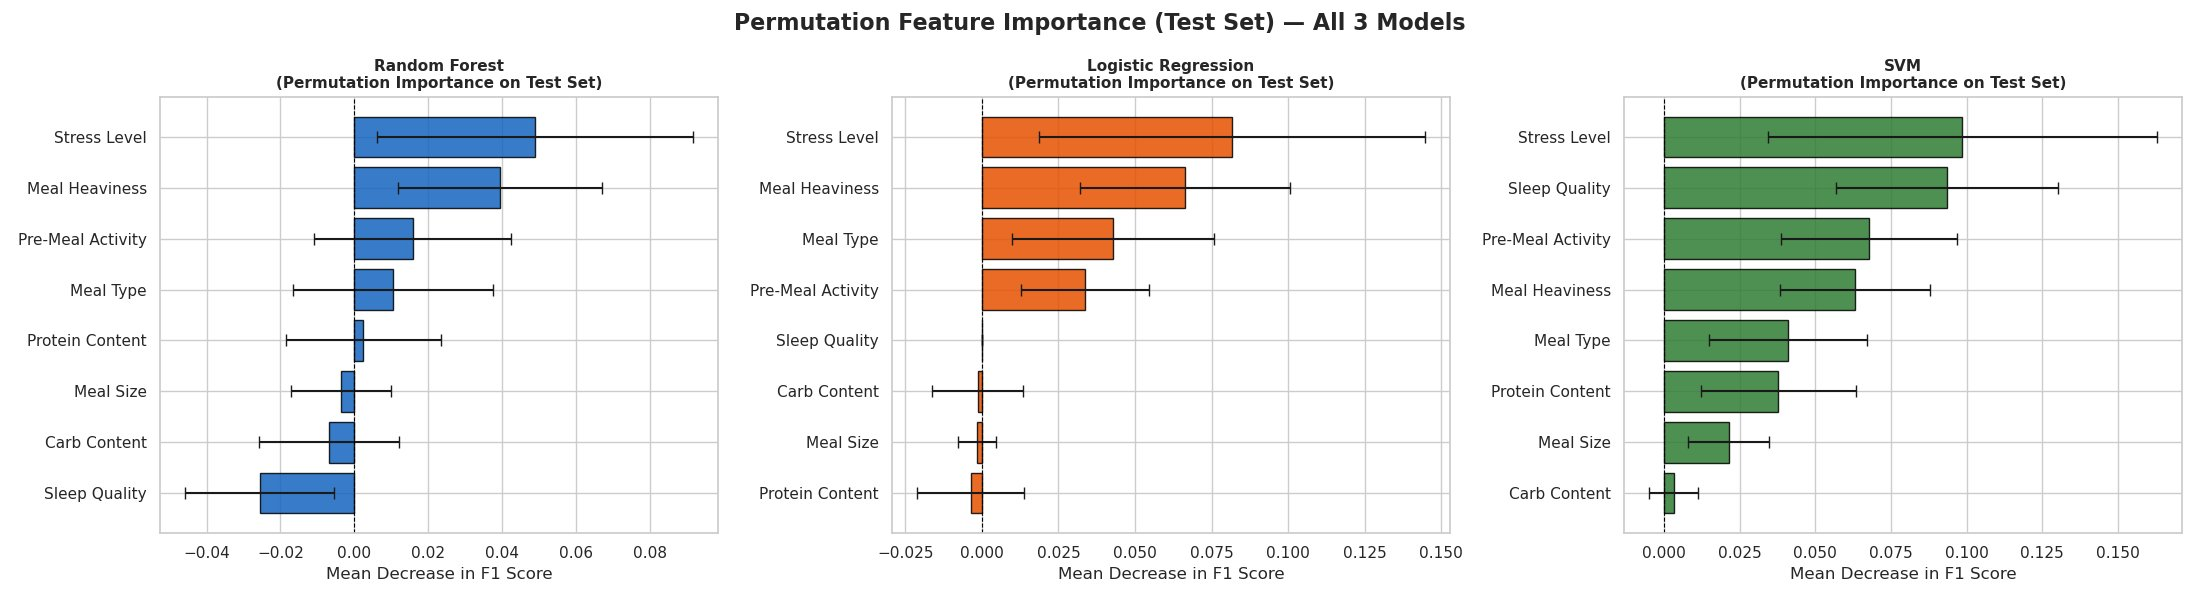 Permutation Feature Importance (Test Set) — All 3 Models
Random Forest
(Permutation Importance on Test Set)
Stress Level
Meal Heaviness
Pre-Meal Activity
Meal Type
Protein Content
Meal Size
Carb Content
Sleep Quality
−0.04 −0.02 0.00 0.02 0.04 0.06 0.08
Mean Decrease in F1 Score
Logistic Regression
(Permutation Importance on Test Set)
Stress Level
Meal Heaviness
Meal Type
Pre-Meal Activity
Sleep Quality
Carb Content
Meal Size
Protein Content
−0.025 0.000 0.025 0.050 0.075 0.100 0.125 0.150
Mean Decrease in F1 Score
SVM
(Permutation Importance on Test Set)
Stress Level
Sleep Quality
Pre-Meal Activity
Meal Heaviness
Meal Type
Protein Content
Meal Size
Carb Content
0.000 0.025 0.050 0.075 0.100 0.125 0.150
Mean Decrease in F1 Score